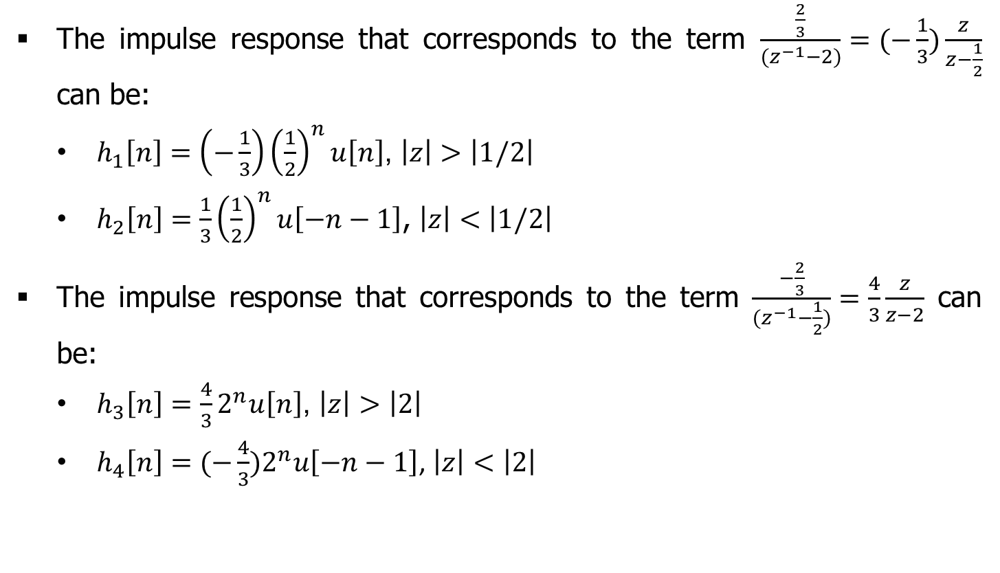 ▪ The impulse response that corresponds to the term $\frac{\frac{2}{3}}{(z^{-1}-2)} = (-\frac{1}{3})\frac{z}{z-\frac{1}{2}}$
can be:
• $h_1[n] = \left(-\frac{1}{3}\right)\left(\frac{1}{2}\right)^n u[n], |z| > |1/2|$
• $h_2[n] = \frac{1}{3}\left(\frac{1}{2}\right)^n u[-n-1], |z| < |1/2|$
▪ The impulse response that corresponds to the term $\frac{-\frac{2}{3}}{(z^{-1}-\frac{1}{2})} = \frac{4}{3}\frac{z}{z-2}$ can
be:
• $h_3[n] = \frac{4}{3}2^n u[n], |z| > |2|$
• $h_4[n] = (-\frac{4}{3})2^n u[-n-1], |z| < |2|$